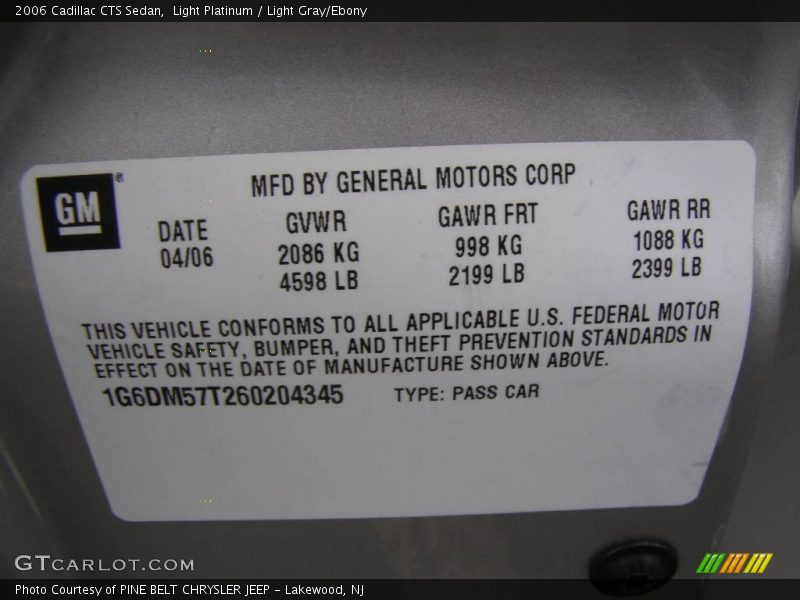 2006 Cadillac CTS Sedan,  Light Platinum / Light Gray/Ebony
GM®
MFD BY GENERAL MOTORS CORP
DATE GVWR GAWR FRT GAWR RR
04/06 2086 KG 998 KG 1088 KG
4598 LB 2199 LB 2399 LB
THIS VEHICLE CONFORMS TO ALL APPLICABLE U.S. FEDERAL MOTOR
VEHICLE SAFETY, BUMPER, AND THEFT PREVENTION STANDARDS IN
EFFECT ON THE DATE OF MANUFACTURE SHOWN ABOVE.
1G6DM57T260204345 TYPE: PASS CAR
GTCARLOT.COM
Photo Courtesy of PINE BELT CHRYSLER JEEP - Lakewood, NJ